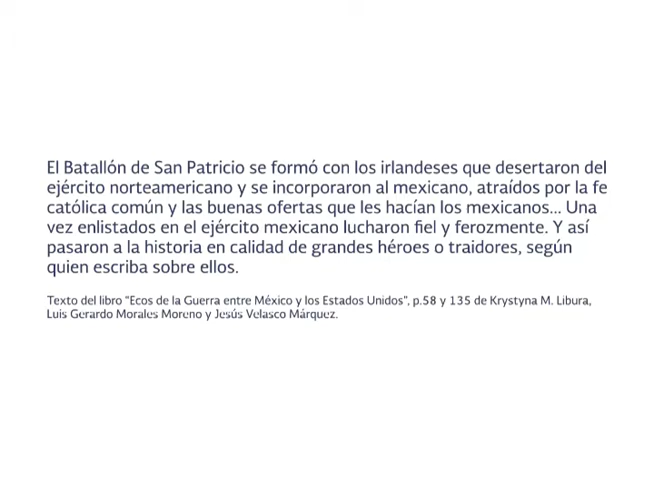 El Batallón de San Patricio se formó con los irlandeses que desertaron del
ejército norteamericano y se incorporaron al mexicano, atraídos por la fe
católica común y las buenas ofertas que les hacían los mexicanos... Una
vez enlistados en el ejército mexicano lucharon fiel y ferozmente. Y así
pasaron a la historia en calidad de grandes héroes o traidores, según
quien escriba sobre ellos.
Texto del libro "Ecos de la Guerra entre México y los Estados Unidos", p.58 y 135 de Krystyna M. Libura,
Luis Gerardo Morales Moreno y Jesús Velasco Márquez.